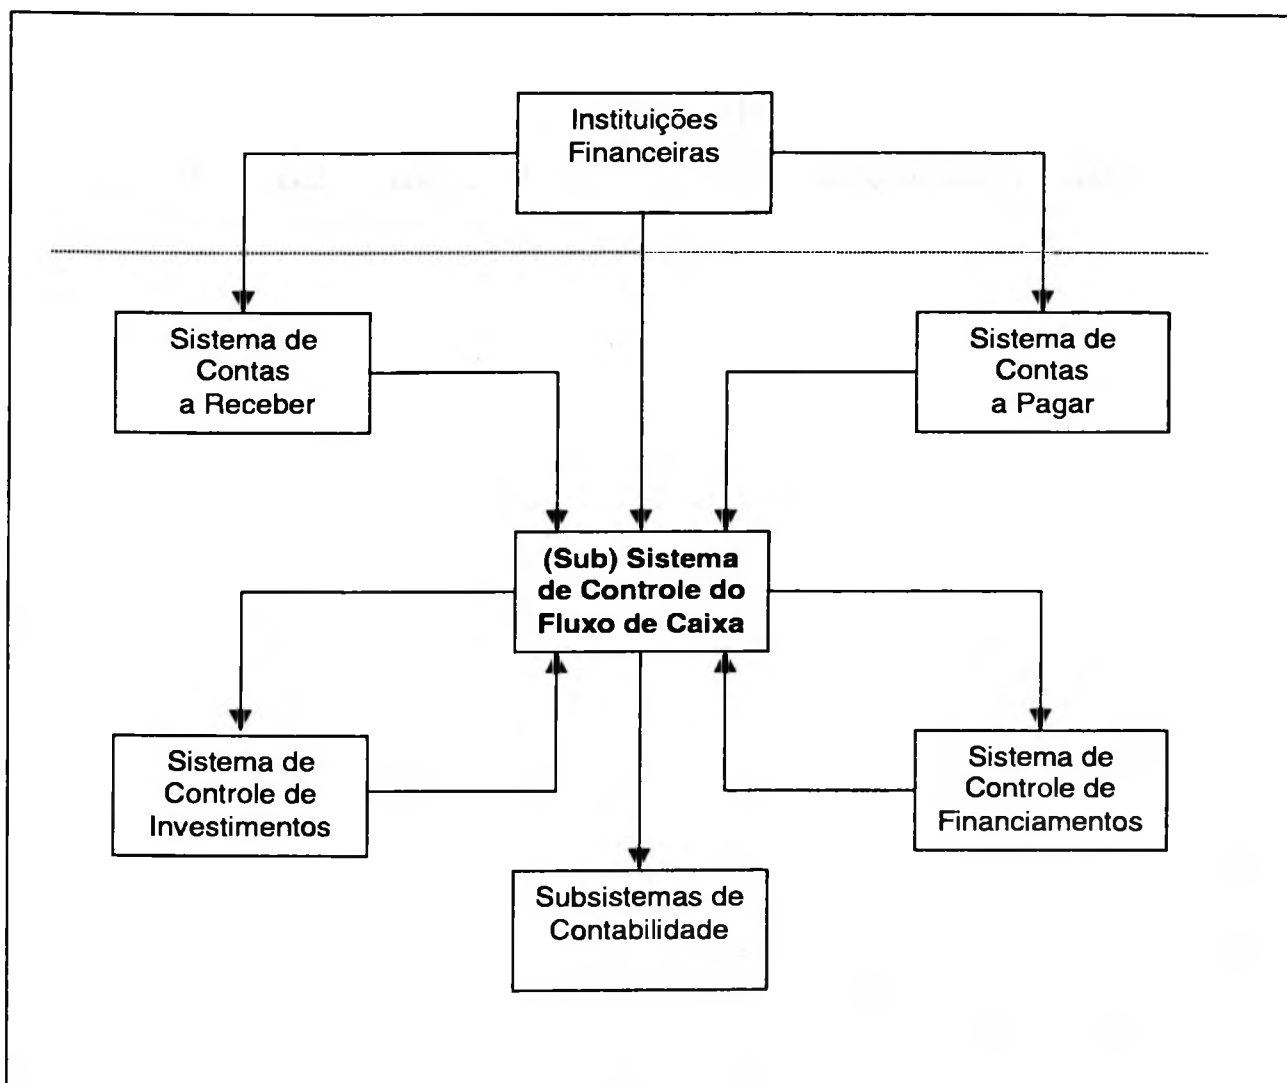 Instituições
Financeiras
Sistema de
Contas
a Receber
Sistema de
Contas
a Pagar
(Sub) Sistema
de Controle do
Fluxo de Caixa
Sistema de
Controle de
Investimentos
Sistema de
Controle de
Financiamentos
Subsistemas de
Contabilidade